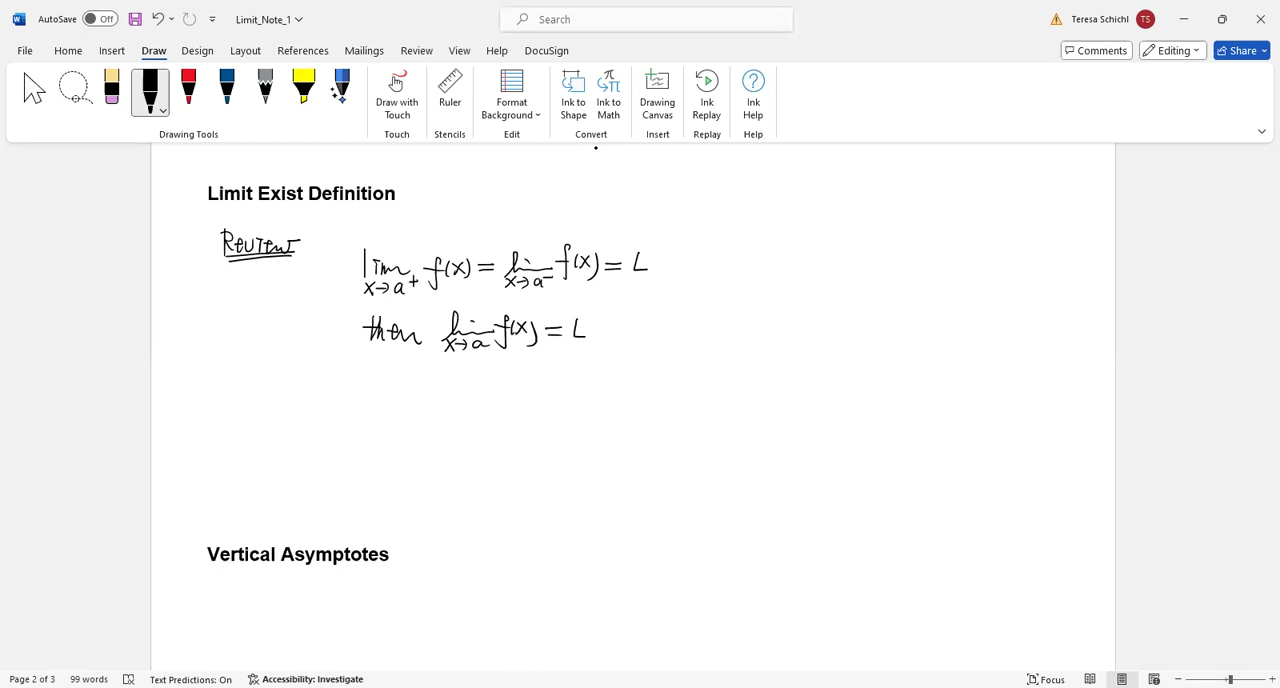 AutoSave Off Limit_Note_1 Search Teresa Schichl TS
File Home Insert Draw Design Layout References Mailings Review View Help DocuSign Comments Editing Share
Draw with Touch Ruler Format Background Ink to Shape Ink to Math Drawing Canvas Ink Replay Ink Help
Drawing Tools Touch Stencils Edit Convert Insert Replay Help
Limit Exist Definition
Review
lim x→a+ f(x) = lim x→a- f(x) = L
then lim x→a f(x) = L
Vertical Asymptotes
Page 2 of 3 99 words Text Predictions: On Accessibility: Investigate Focus